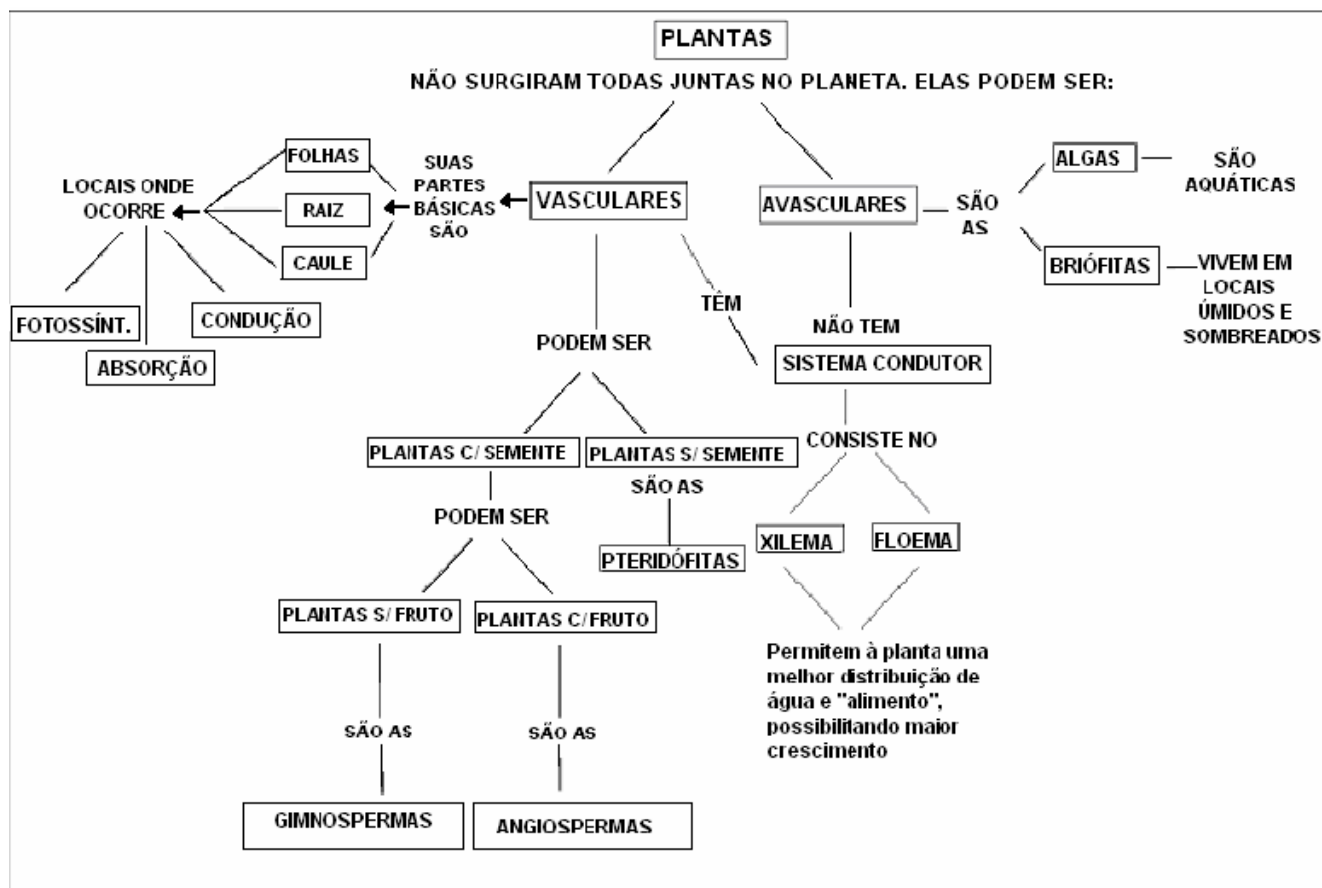 PLANTAS
NÃO SURGIRAM TODAS JUNTAS NO PLANETA. ELAS PODEM SER:
FOLHAS
RAIZ
CAULE
LOCAIS ONDE
OCORRE
FOTOSSÍNT.
ABSORÇÃO
CONDUÇÃO
SUAS
PARTES
BÁSICAS
SÃO
VASCULARES
AVASCULARES
SÃO
AS
ALGAS
SÃO
AQUÁTICAS
BRIÓFITAS
VIVEM EM
LOCAIS
ÚMIDOS E
SOMBREADOS
TÊM
NÃO TEM
SISTEMA CONDUTOR
PODEM SER
PLANTAS C/ SEMENTE
PLANTAS S/ SEMENTE
SÃO AS
PTERIDÓFITAS
PODEM SER
PLANTAS S/ FRUTO
PLANTAS C/ FRUTO
SÃO AS
SÃO AS
GIMNOSPERMAS
ANGIOSPERMAS
CONSISTE NO
XILEMA
FLOEMA
Permitem à planta uma
melhor distribuição de
água e "alimento",
possibilitando maior
crescimento